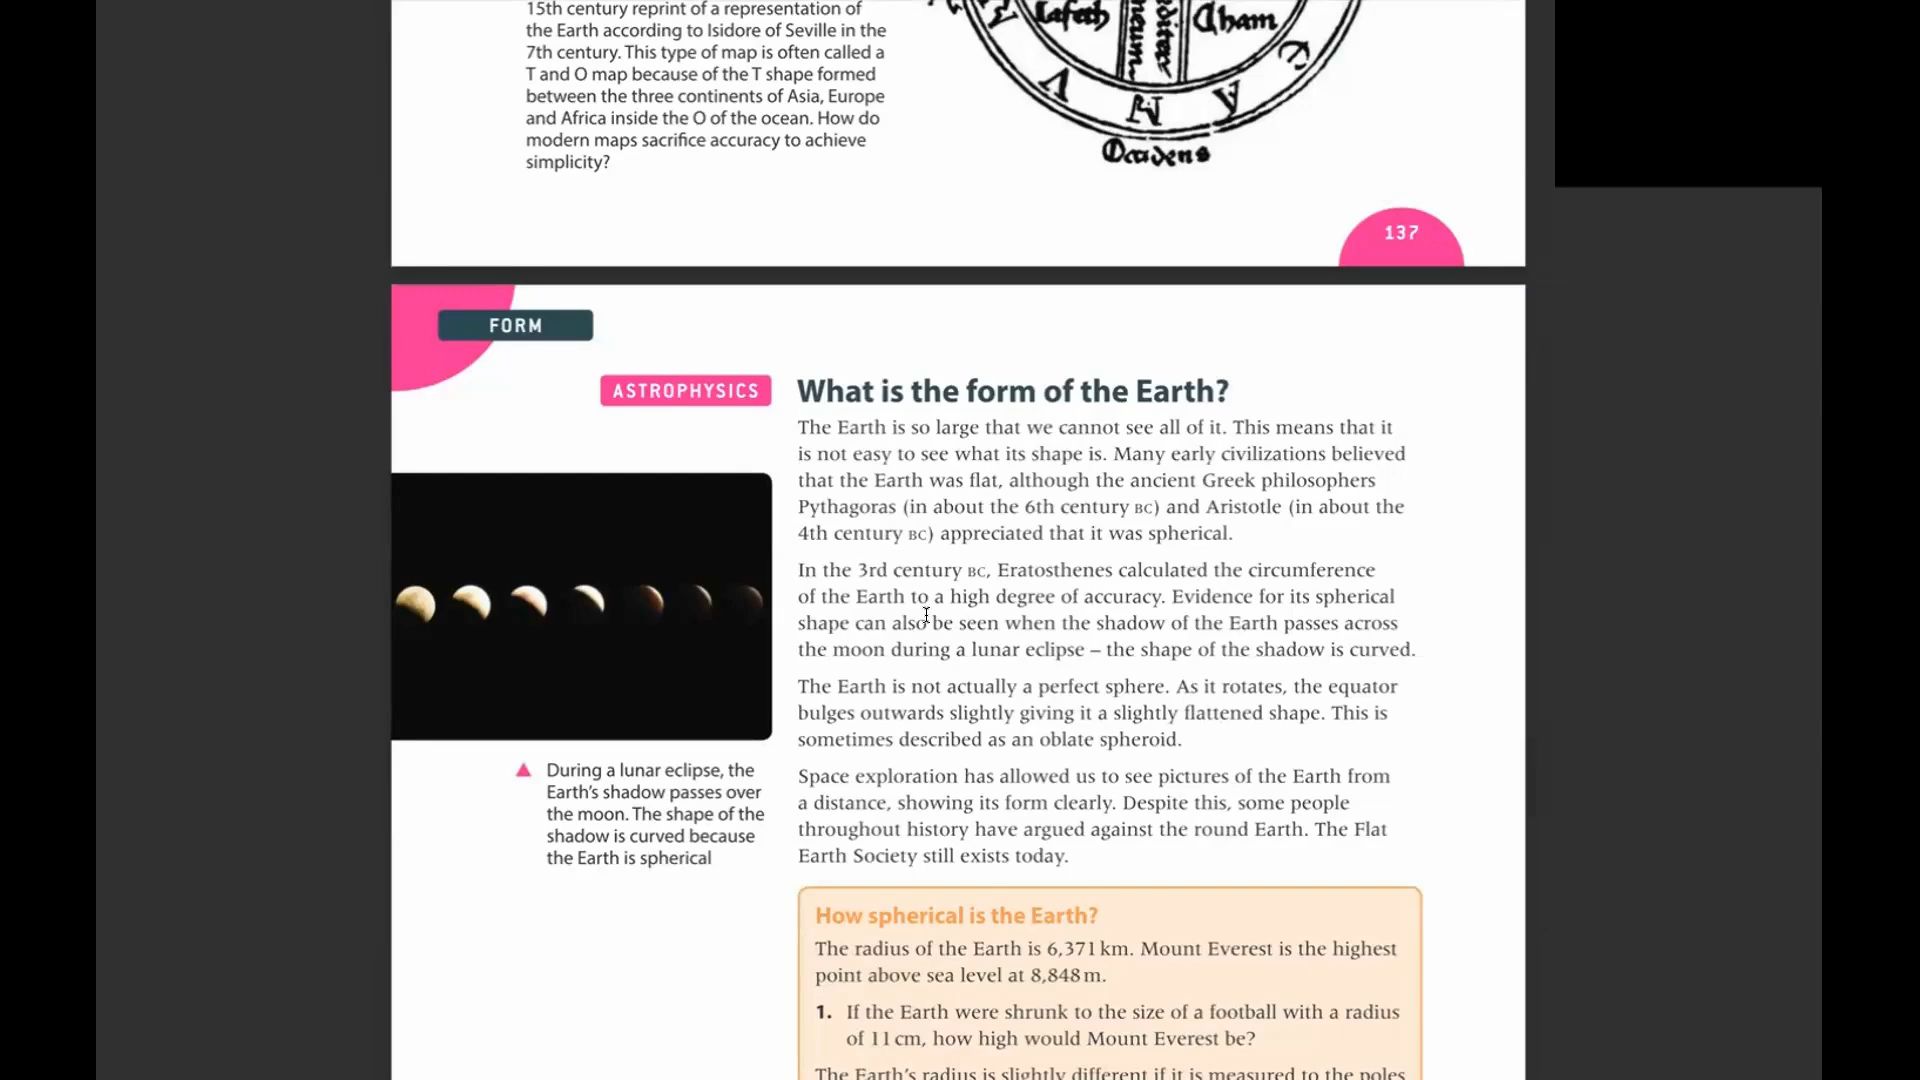 15th century reprint of a representation of
the Earth according to Isidore of Seville in the
7th century. This type of map is often called a
T and O map because of the T shape formed
between the three continents of Asia, Europe
and Africa inside the O of the ocean. How do
modern maps sacrifice accuracy to achieve
simplicity?
Iafeth
Cham
Occidens
137
FORM
ASTROPHYSICS
What is the form of the Earth?
The Earth is so large that we cannot see all of it. This means that it
is not easy to see what its shape is. Many early civilizations believed
that the Earth was flat, although the ancient Greek philosophers
Pythagoras (in about the 6th century BC) and Aristotle (in about the
4th century BC) appreciated that it was spherical.
In the 3rd century BC, Eratosthenes calculated the circumference
of the Earth to a high degree of accuracy. Evidence for its spherical
shape can also be seen when the shadow of the Earth passes across
the moon during a lunar eclipse – the shape of the shadow is curved.
The Earth is not actually a perfect sphere. As it rotates, the equator
bulges outwards slightly giving it a slightly flattened shape. This is
sometimes described as an oblate spheroid.
Space exploration has allowed us to see pictures of the Earth from
a distance, showing its form clearly. Despite this, some people
throughout history have argued against the round Earth. The Flat
Earth Society still exists today.
▲ During a lunar eclipse, the
Earth's shadow passes over
the moon. The shape of the
shadow is curved because
the Earth is spherical
How spherical is the Earth?
The radius of the Earth is 6,371 km. Mount Everest is the highest
point above sea level at 8,848 m.
1. If the Earth were shrunk to the size of a football with a radius
of 11 cm, how high would Mount Everest be?
The Earth's radius is slightly different if it is measured to the poles